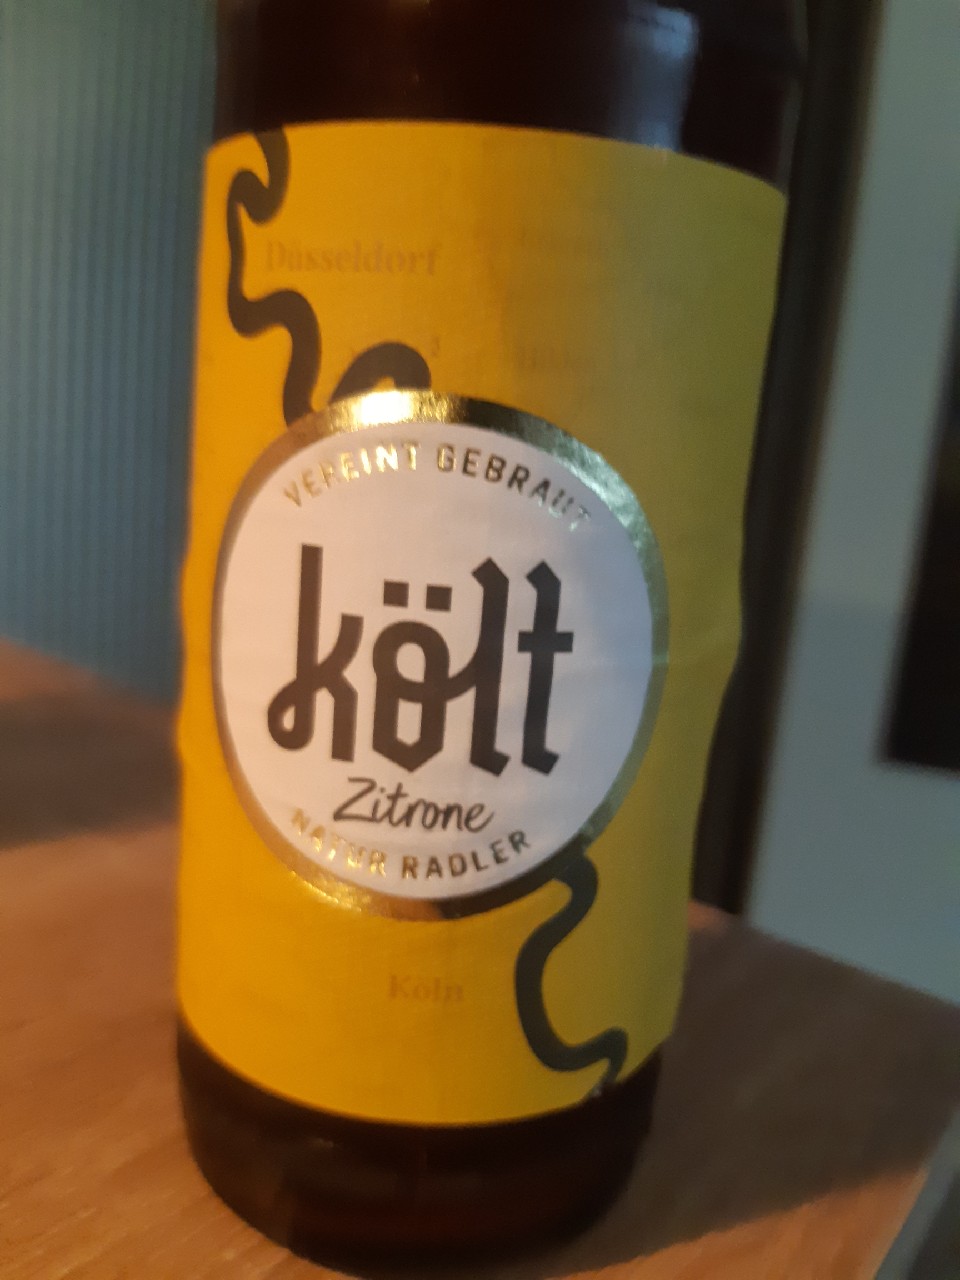 Düsseldorf
VEREINT GEBRAUT
költ
Zitrone
NATUR RADLER
Köln